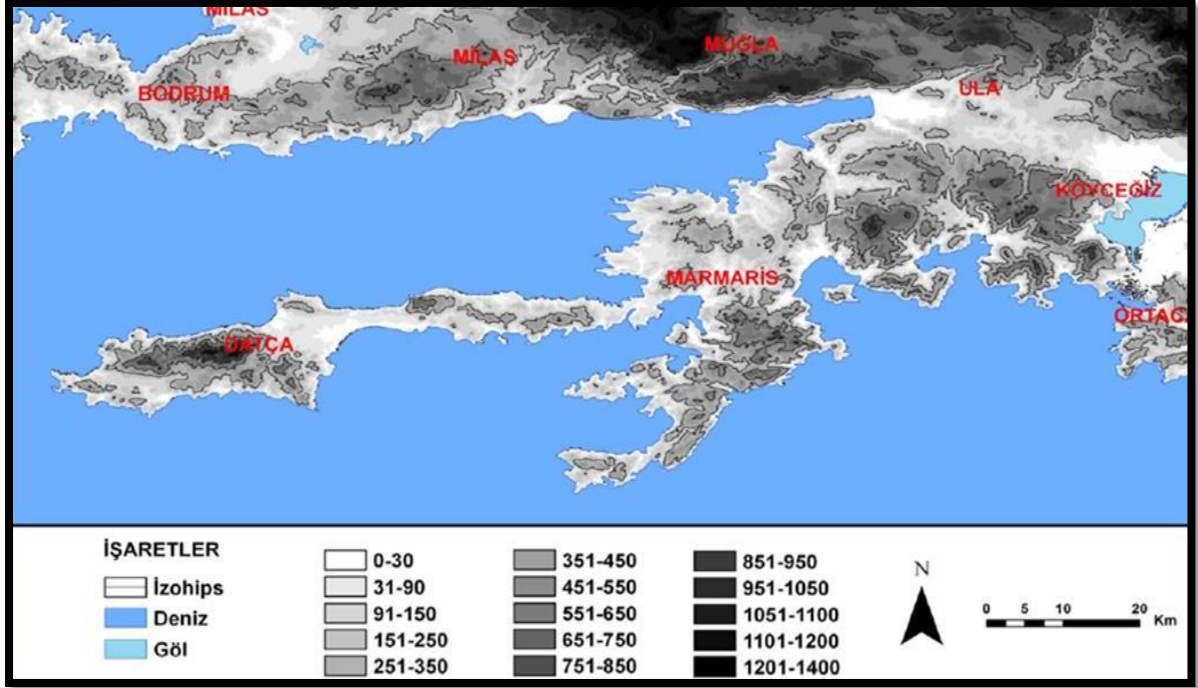 MİLAS
MİLAS
MUĞLA
BODRUM
ULA
KÖYCEĞİZ
MARMARİS
ORTACA
DATÇA
İŞARETLER
İzohips
Deniz
Göl
0-30
31-90
91-150
151-250
251-350
351-450
451-550
551-650
651-750
751-850
851-950
951-1050
1051-1100
1101-1200
1201-1400
N
0 5 10 20
Km